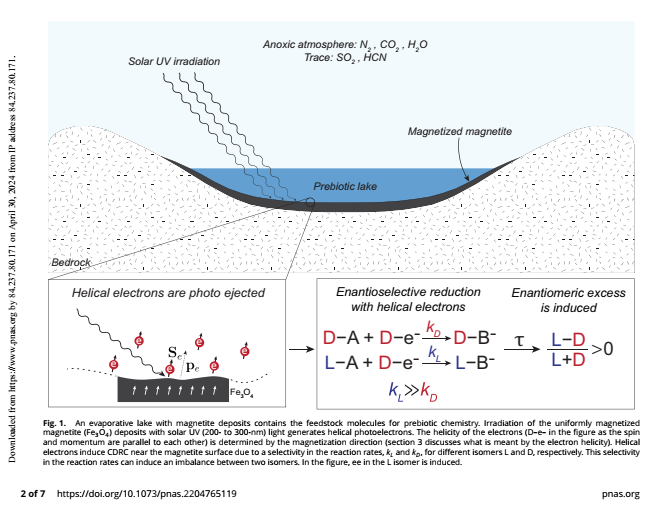 Downloaded from https://www.pnas.org by 84.237.80.171 on April 30, 2024 from IP address 84.237.80.171.
Anoxic atmosphere: N2, CO2, H2O
Trace: SO2, HCN
Solar UV irradiation
Magnetized magnetite
Prebiotic lake
Bedrock
Helical electrons are photo ejected
e e e e e
Se pe
Fe3O4
Enantioselective reduction
with helical electrons
D–A + D–e- kD D–B-
L–A + D–e- kL L–B-
kL≫kD
τ
Enantiomeric excess
is induced
L–D
L+D
>0
Fig. 1. An evaporative lake with magnetite deposits contains the feedstock molecules for prebiotic chemistry. Irradiation of the uniformly magnetized
magnetite (Fe3O4) deposits with solar UV (200- to 300-nm) light generates helical photoelectrons. The helicity of the electrons (D–e– in the figure as the spin
and momentum are parallel to each other) is determined by the magnetization direction (section 3 discusses what is meant by the electron helicity). Helical
electrons induce CDRC near the magnetite surface due to a selectivity in the reaction rates, kL and kD, for different isomers L and D, respectively. This selectivity
in the reaction rates can induce an imbalance between two isomers. In the figure, ee in the L isomer is induced.
2 of 7 https://doi.org/10.1073/pnas.2204765119
pnas.org